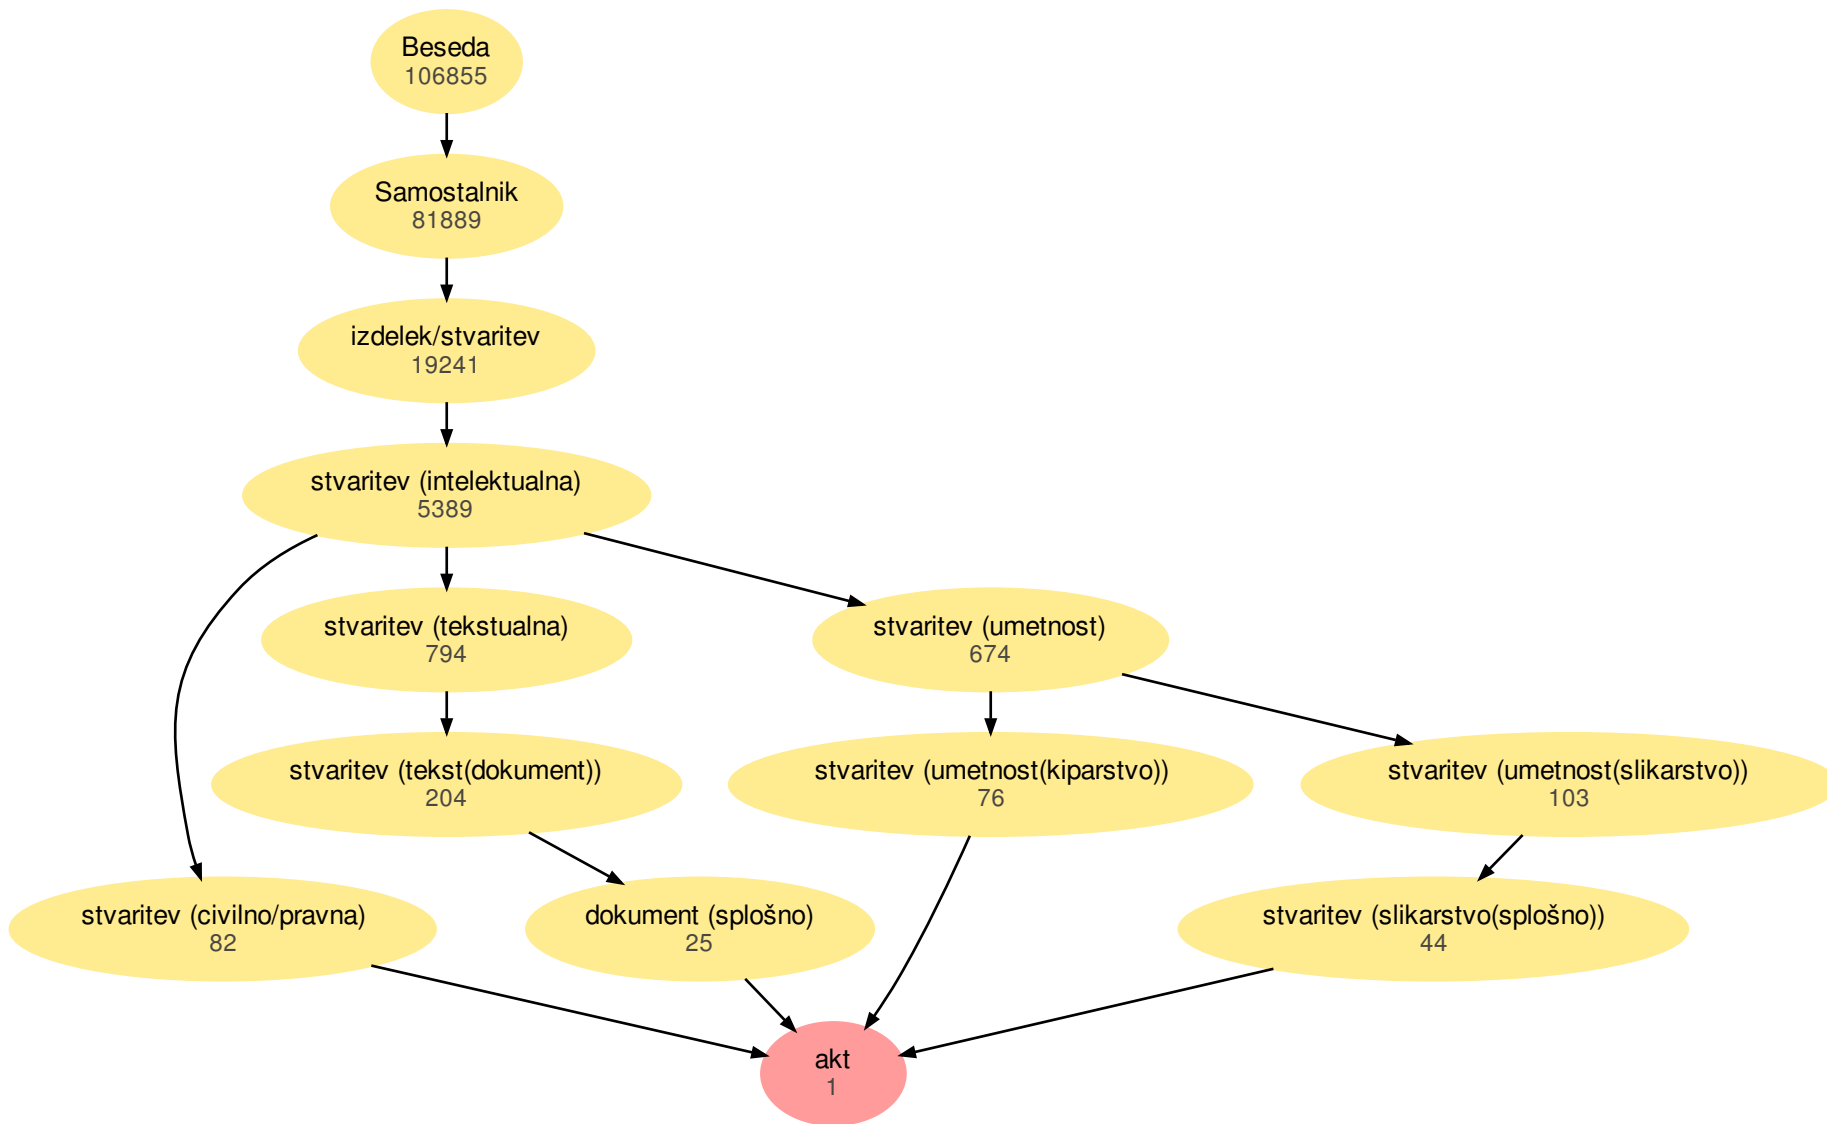 Beseda
106855
Samostalnik
81889
izdelek/stvaritev
19241
stvaritev (intelektualna)
5389
stvaritev (tekstualna)
794
stvaritev (umetnost)
674
stvaritev (tekst(dokument))
204
stvaritev (umetnost(kiparstvo))
76
stvaritev (umetnost(slikarstvo))
103
stvaritev (civilno/pravna)
82
dokument (splošno)
25
stvaritev (slikarstvo(splošno))
44
akt
1